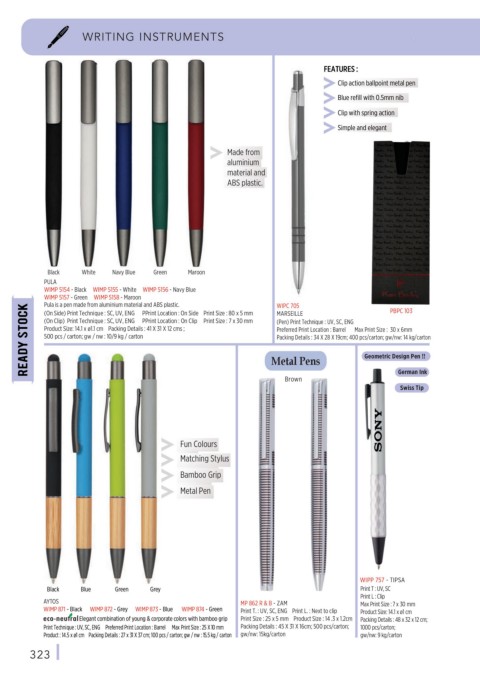 WRITING INSTRUMENTS
FEATURES :
Clip action ballpoint metal pen
Blue refill with 0.5mm nib
Clip with spring action
Simple and elegant
Made from
aluminium
material and
ABS plastic.
Black White Navy Blue Green Maroon
PULA
WIMP 5154 - Black WIMP 5155 - White WIMP 5156 - Navy Blue
WIMP 5157 - Green WIMP 5158 - Maroon
Pula is a pen made from aluminium material and ABS plastic.
(On Side) Print Technique : SC, UV, ENG PPrint Location : On Side Print Size : 80 x 5 mm
(On Clip) Print Technique : SC, UV, ENG PPrint Location : On Clip Print Size : 7 x 30 mm
Product Size: 14.1 x ø1.1 cm Packing Details : 41 X 31 X 12 cms ;
500 pcs / carton; gw / nw : 10/9 kg / carton
WIPC 705
MARSEILLE
PBPC 103
(Pen) Print Technique : UV, SC, ENG
Preferred Print Location : Barrel Max Print Size : 30 x 6mm
Packing Details : 34 X 28 X 19cm; 400 pcs/carton; gw/nw: 14 kg/carton
READY STOCK
Fun Colours
Matching Stylus
Bamboo Grip
Metal Pen
Black Blue Green Grey
AYTOS
WIMP 871 - Black WIMP 872 - Grey WIMP 873 - Blue WIMP 874 - Green
eco-neutral Elegant combination of young & corporate colors with bamboo grip
Print Technique : UV, SC, ENG Preferred Print Location : Barrel Max Print Size : 25 X 10 mm
Product : 14.5 x ø1 cm Packing Details : 27 x 31 X 37 cm; 100 pcs / carton; gw / nw : 15.5 kg / carton
Metal Pens
Brown
MP 862 R & B - ZAM
Print T. : UV, SC, ENG Print L. : Next to clip
Print Size : 25 x 5 mm Product Size : 14.3 x 1.2cm
Packing Details : 45 X 31 X 16cm; 500 pcs/carton;
gw/nw: 15kg/carton
Geometric Design Pen !!
German Ink
Swiss Tip
SONY
WIPP 757 - TIPSA
Print T : UV, SC
Print L : Clip
Max Print Size : 7 x 30 mm
Product Size: 14.1 x ø1 cm
Packing Details : 48 x 32 x 12 cm;
1000 pcs/carton;
gw/nw: 9 kg/carton
323